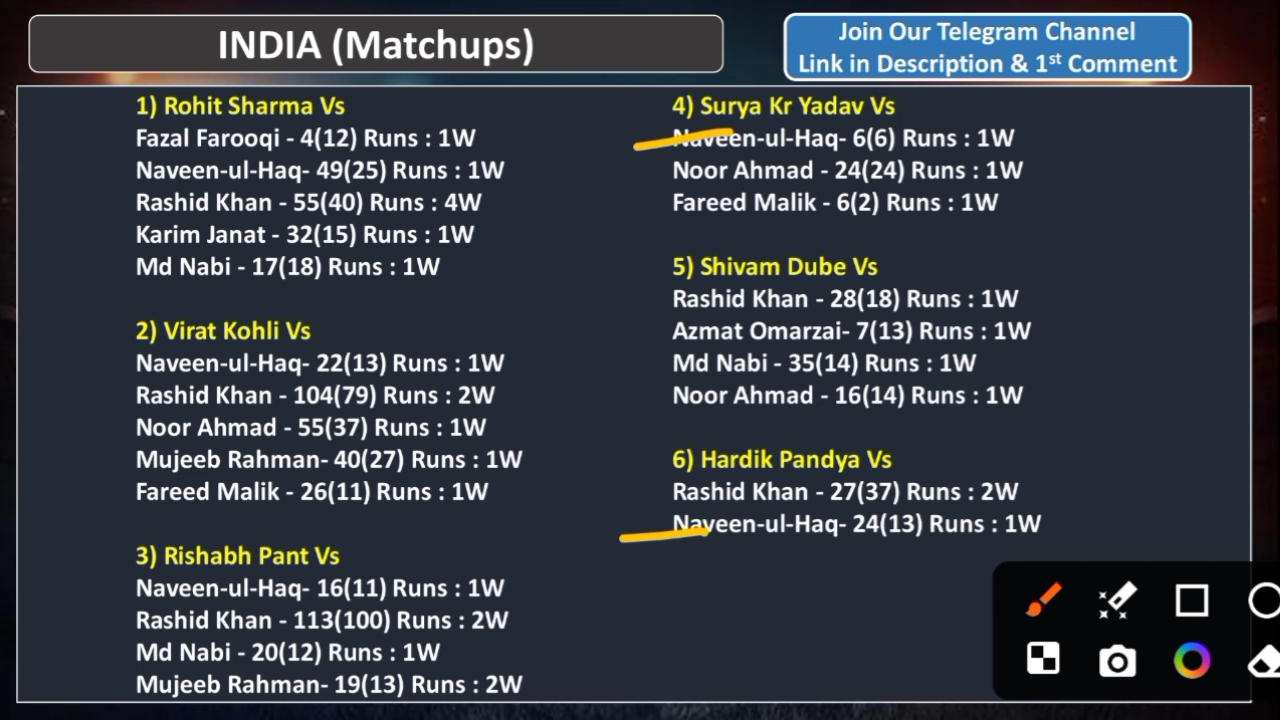 INDIA (Matchups)
Join Our Telegram Channel
Link in Description & 1st Comment
1) Rohit Sharma Vs
Fazal Farooqi - 4(12) Runs : 1W
Naveen-ul-Haq- 49(25) Runs : 1W
Rashid Khan - 55(40) Runs : 4W
Karim Janat - 32(15) Runs : 1W
Md Nabi - 17(18) Runs : 1W
2) Virat Kohli Vs
Naveen-ul-Haq- 22(13) Runs : 1W
Rashid Khan - 104(79) Runs : 2W
Noor Ahmad - 55(37) Runs : 1W
Mujeeb Rahman- 40(27) Runs : 1W
Fareed Malik - 26(11) Runs : 1W
3) Rishabh Pant Vs
Naveen-ul-Haq- 16(11) Runs : 1W
Rashid Khan - 113(100) Runs : 2W
Md Nabi - 20(12) Runs : 1W
Mujeeb Rahman- 19(13) Runs : 2W
4) Surya Kr Yadav Vs
Naveen-ul-Haq- 6(6) Runs : 1W
Noor Ahmad - 24(24) Runs : 1W
Fareed Malik - 6(2) Runs : 1W
5) Shivam Dube Vs
Rashid Khan - 28(18) Runs : 1W
Azmat Omarzai- 7(13) Runs : 1W
Md Nabi - 35(14) Runs : 1W
Noor Ahmad - 16(14) Runs : 1W
6) Hardik Pandya Vs
Rashid Khan - 27(37) Runs : 2W
Naveen-ul-Haq- 24(13) Runs : 1W